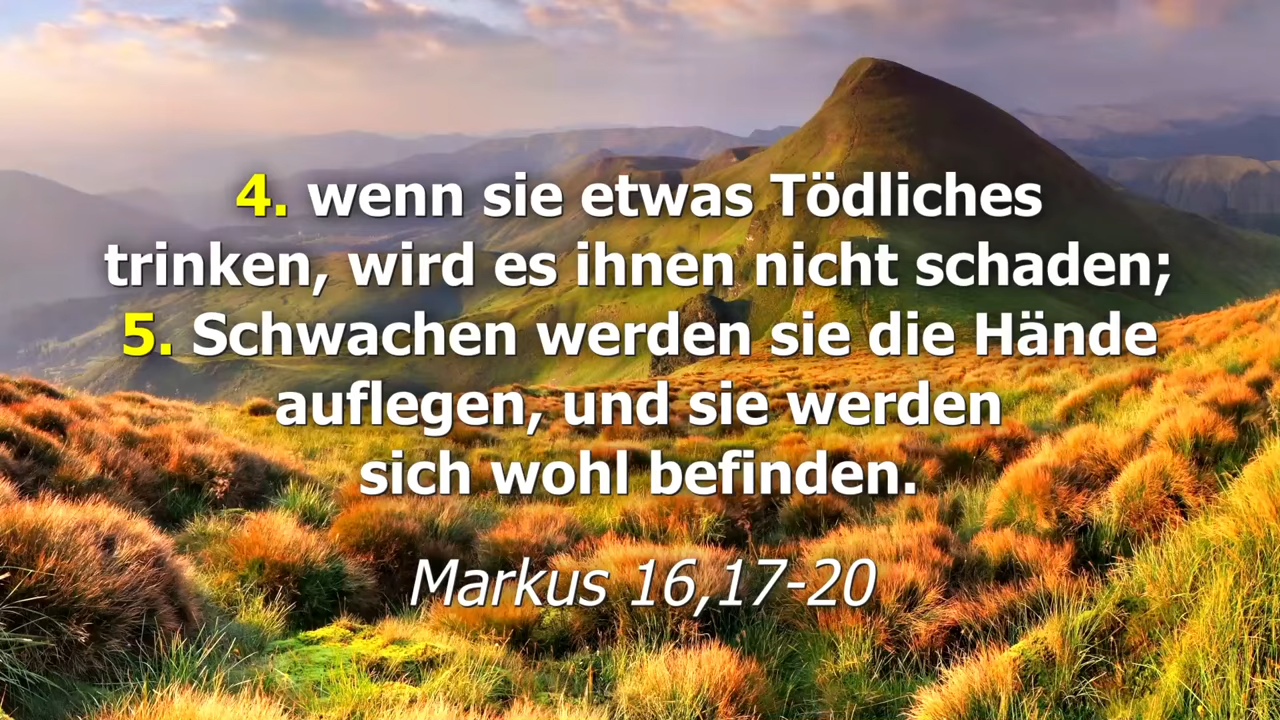 4. wenn sie etwas Tödliches
trinken, wird es ihnen nicht schaden;
5. Schwachen werden sie die Hände
auflegen, und sie werden
sich wohl befinden.
Markus 16,17-20